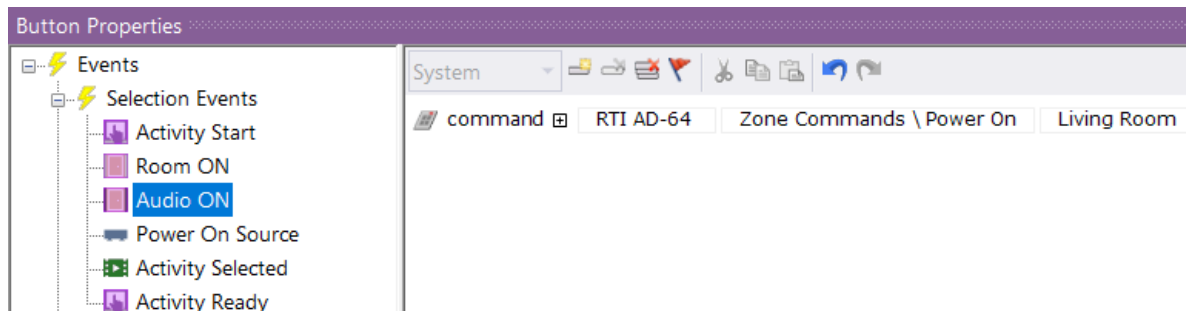 Button Properties
Events
Selection Events
Activity Start
Room ON
Audio ON
Power On Source
Activity Selected
Activity Ready
System
command RTI AD-64 Zone Commands \ Power On Living Room